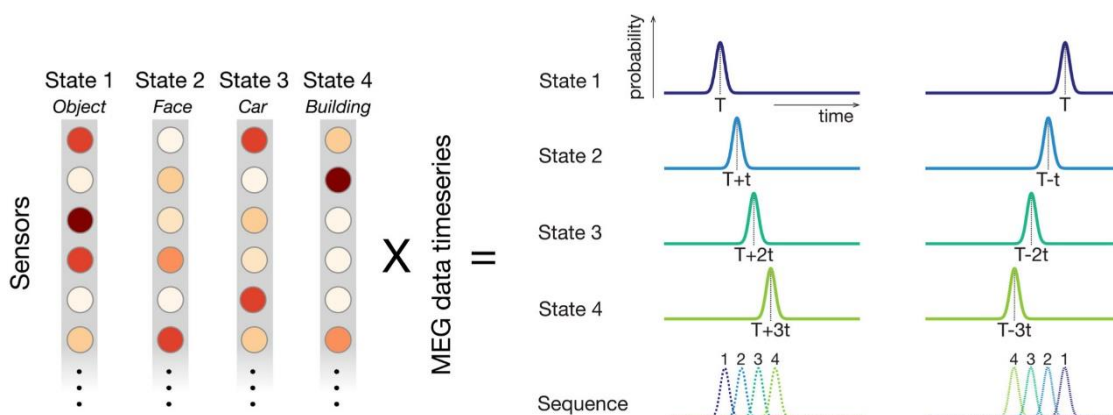 State 1 State 2 State 3 State 4
Object Face Car Building
Sensors
X
MEG data timeseries
=
probability
time
State 1
T
T
State 2
T+t
T-t
State 3
T+2t
T-2t
State 4
T+3t
T-3t
Sequence
1 2 3 4
4 3 2 1